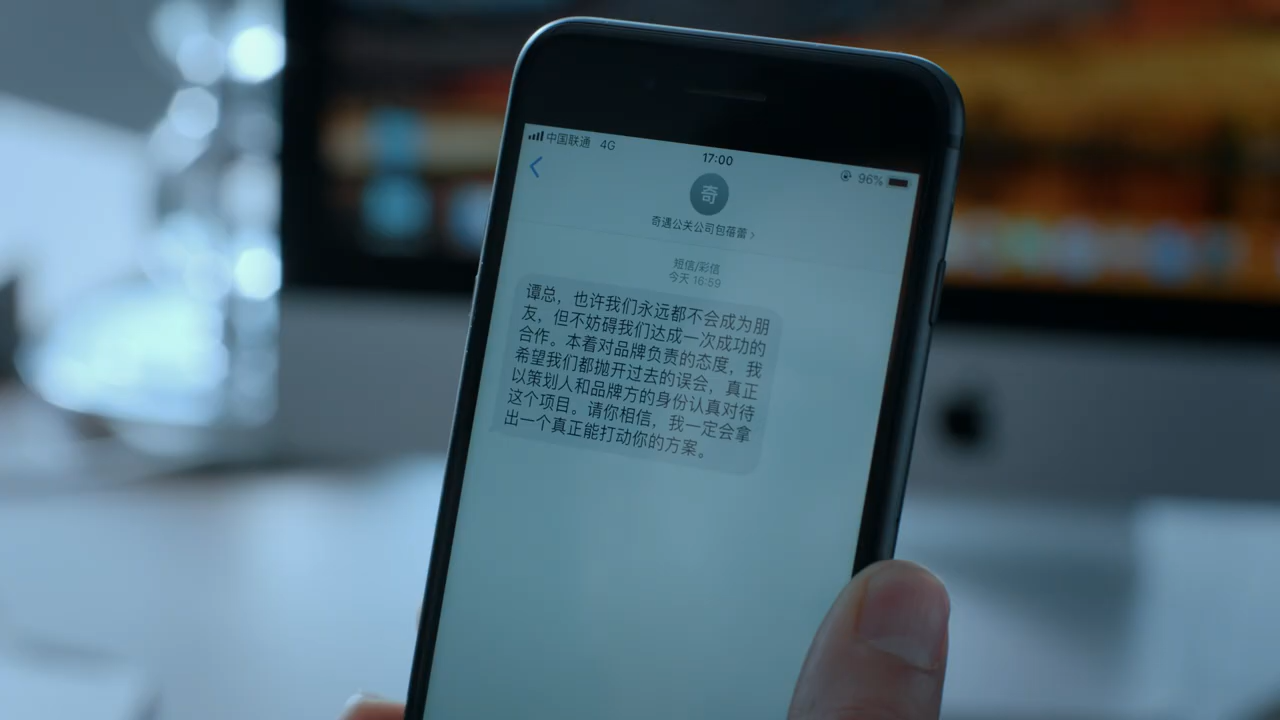 中国联通 4G 17:00 96%
奇
奇遇公关公司包蓓蕾
短信/彩信
今天 16:59
谭总，也许我们永远都不会成为朋
友，但不妨碍我们达成一次成功的
合作。本着对品牌负责的态度，我
希望我们都抛开过去的误会，真正
以策划人和品牌方的身份认真对待
这个项目。请你相信，我一定会拿
出一个真正能打动你的方案。